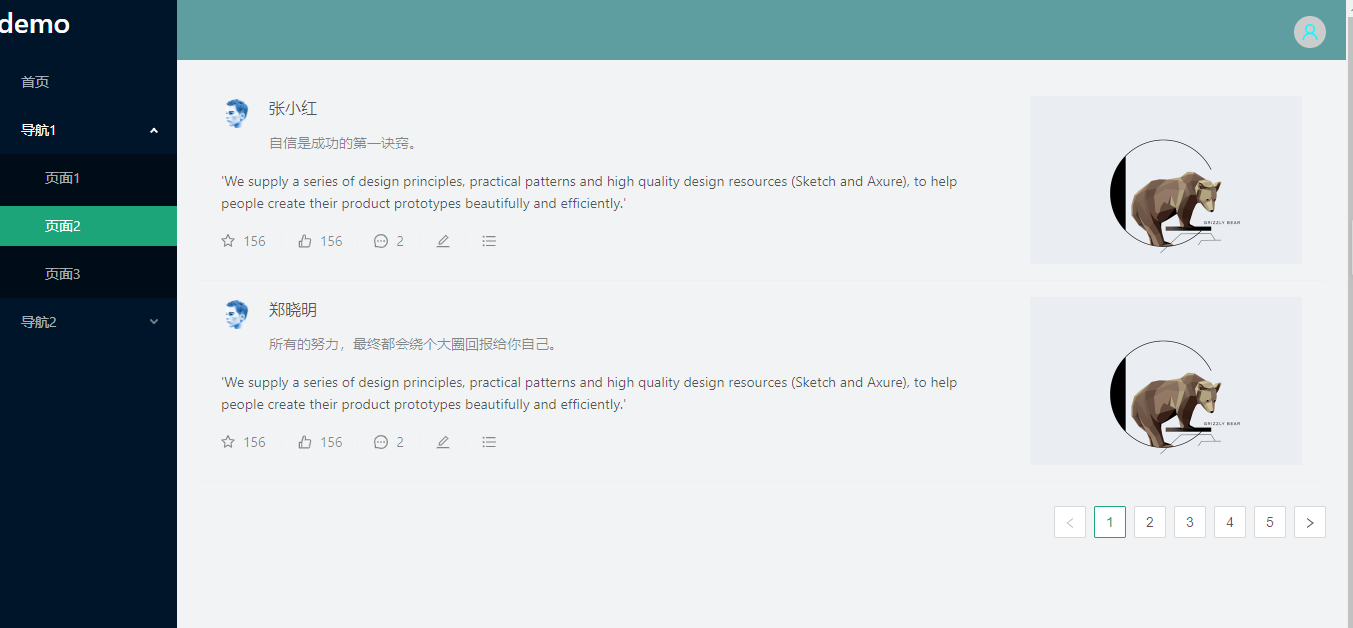 demo
首页
导航1
页面1
页面2
页面3
导航2
张小红
自信是成功的第一诀窍。
'We supply a series of design principles, practical patterns and high quality design resources (Sketch and Axure), to help
people create their product prototypes beautifully and efficiently.'
156 156 2
GRIZZLY BEAR
郑晓明
所有的努力，最终都会绕个大圈回报给你自己。
'We supply a series of design principles, practical patterns and high quality design resources (Sketch and Axure), to help
people create their product prototypes beautifully and efficiently.'
156 156 2
GRIZZLY BEAR
< 1 2 3 4 5 >